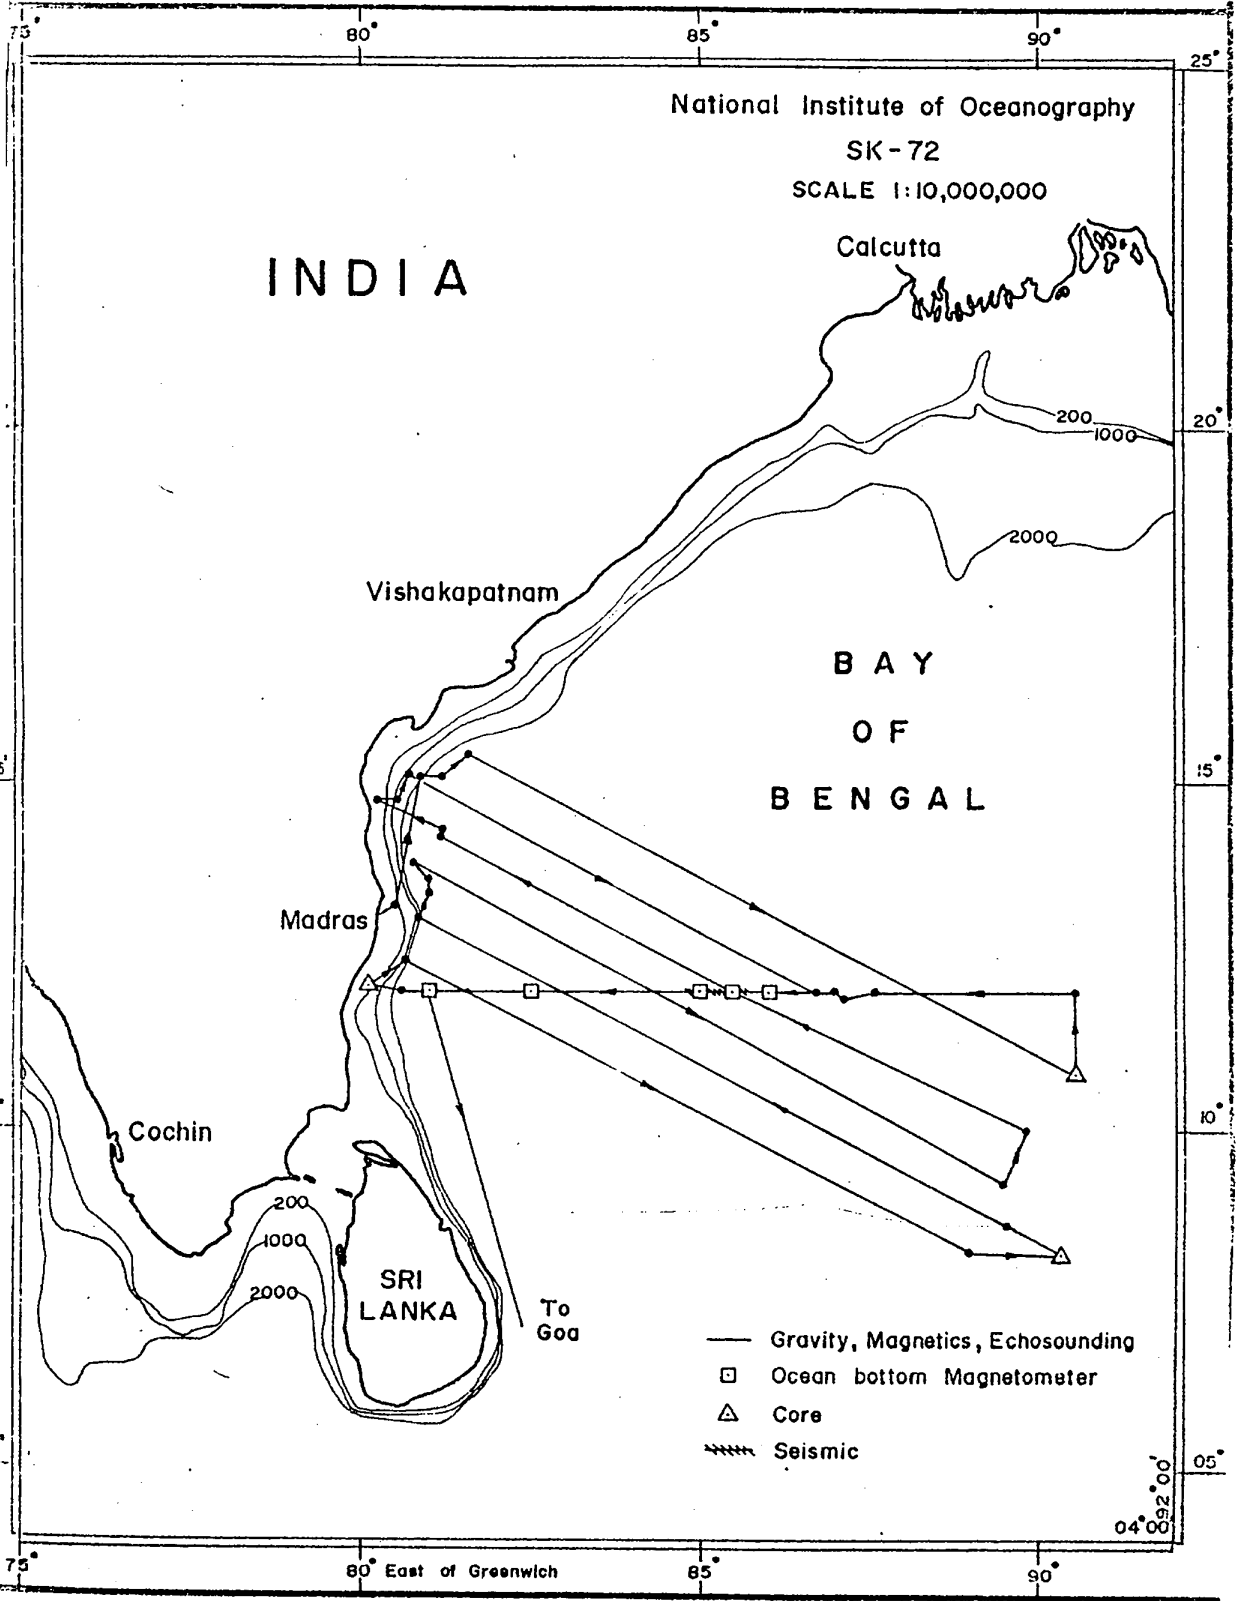 75°
80°
85°
90°
25°
National Institute of Oceanography
SK-72
SCALE 1:10,000,000
Calcutta
INDIA
200
20°
1000
2000
Vishakapatnam
BAY
OF
BENGAL
15°
Madras
10°
Cochin
200
1000
2000
SRI
LANKA
To
Goa
Gravity, Magnetics, Echosounding
Ocean bottom Magnetometer
Core
Seismic
05°
92°00'
04°00'
75°
80° East of Greenwich
85°
90°